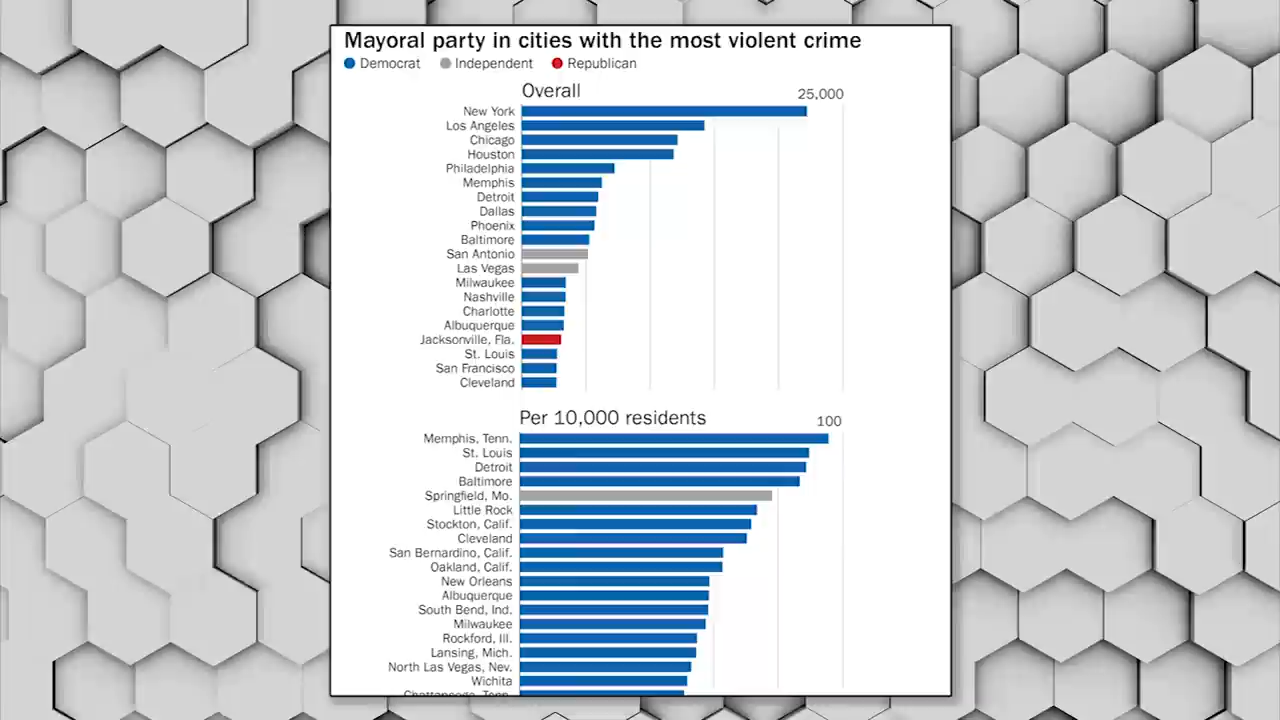 Mayoral party in cities with the most violent crime
Democrat Independent Republican
Overall 25,000
New York
Los Angeles
Chicago
Houston
Philadelphia
Memphis
Detroit
Dallas
Phoenix
Baltimore
San Antonio
Las Vegas
Milwaukee
Nashville
Charlotte
Albuquerque
Jacksonville, Fla.
St. Louis
San Francisco
Cleveland
Per 10,000 residents 100
Memphis, Tenn.
St. Louis
Detroit
Baltimore
Springfield, Mo.
Little Rock
Stockton, Calif.
Cleveland
San Bernardino, Calif.
Oakland, Calif.
New Orleans
Albuquerque
South Bend, Ind.
Milwaukee
Rockford, Ill.
Lansing, Mich.
North Las Vegas, Nev.
Wichita
Chattanooga, Tenn.